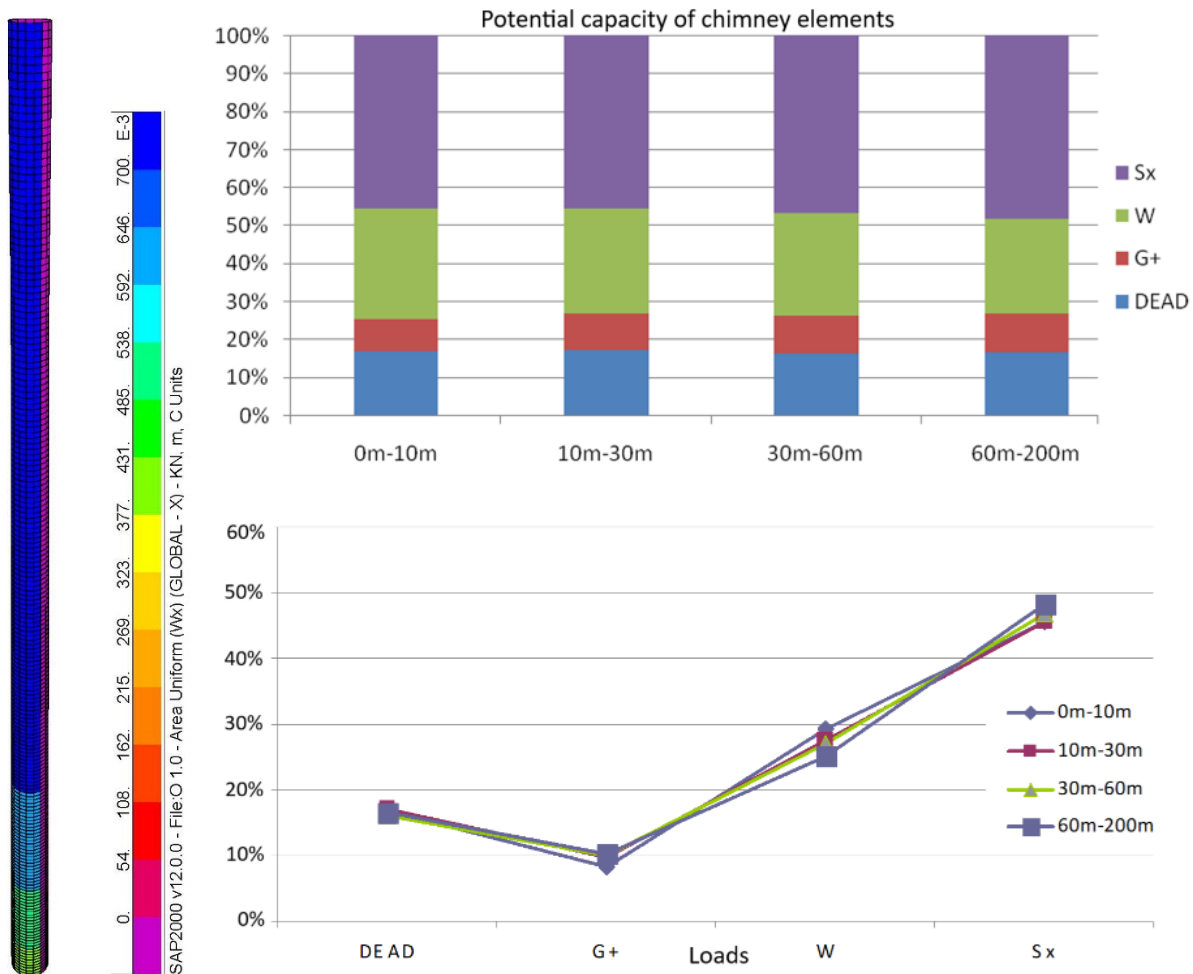 Potential capacity of chimney elements
100%
90%
80%
70%
60%
50%
40%
30%
20%
10%
0%
0m-10m
10m-30m
30m-60m
60m-200m
Sx
W
G+
DEAD
E-3
700.
646.
592.
538.
485.
431.
377.
323.
269.
215.
162.
108.
54.
0.
SAP2000 v12.0.0 - File:O 1.0 - Area Uniform (Wx) (GLOBAL - X) - KN, m, C Units
60%
50%
40%
30%
20%
10%
0%
DEAD
G+
Loads
W
Sx
0m-10m
10m-30m
30m-60m
60m-200m